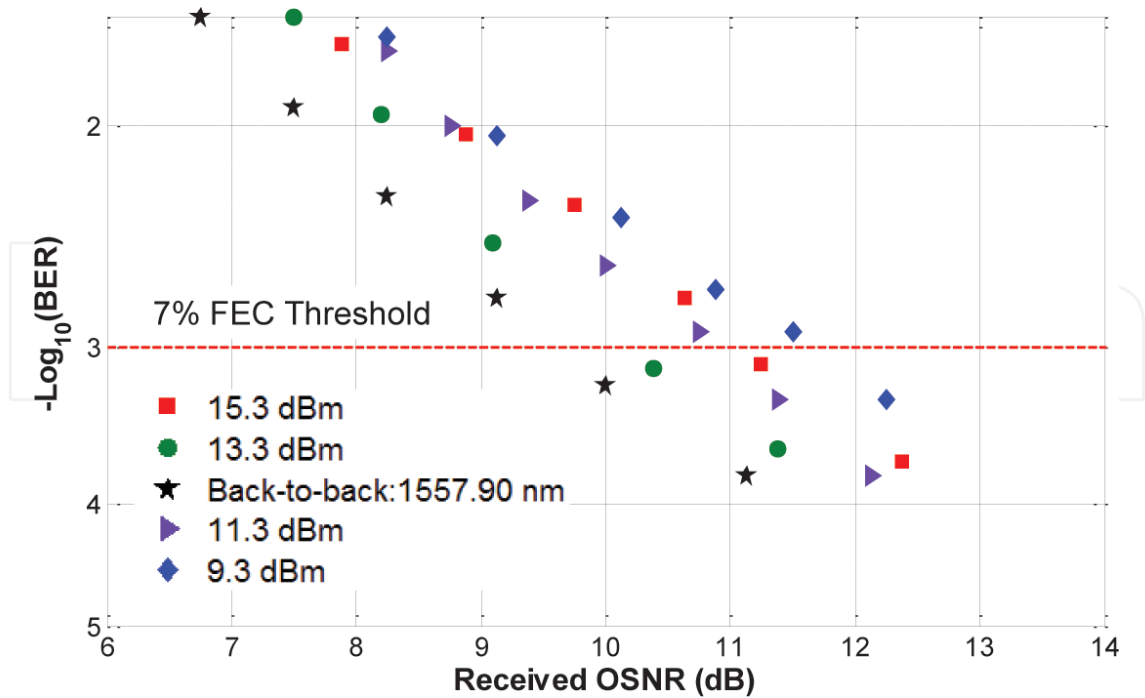 2
3
4
5
-Log10(BER)
7% FEC Threshold
15.3 dBm
13.3 dBm
Back-to-back:1557.90 nm
11.3 dBm
9.3 dBm
6 7 8 9 10 11 12 13 14
Received OSNR (dB)